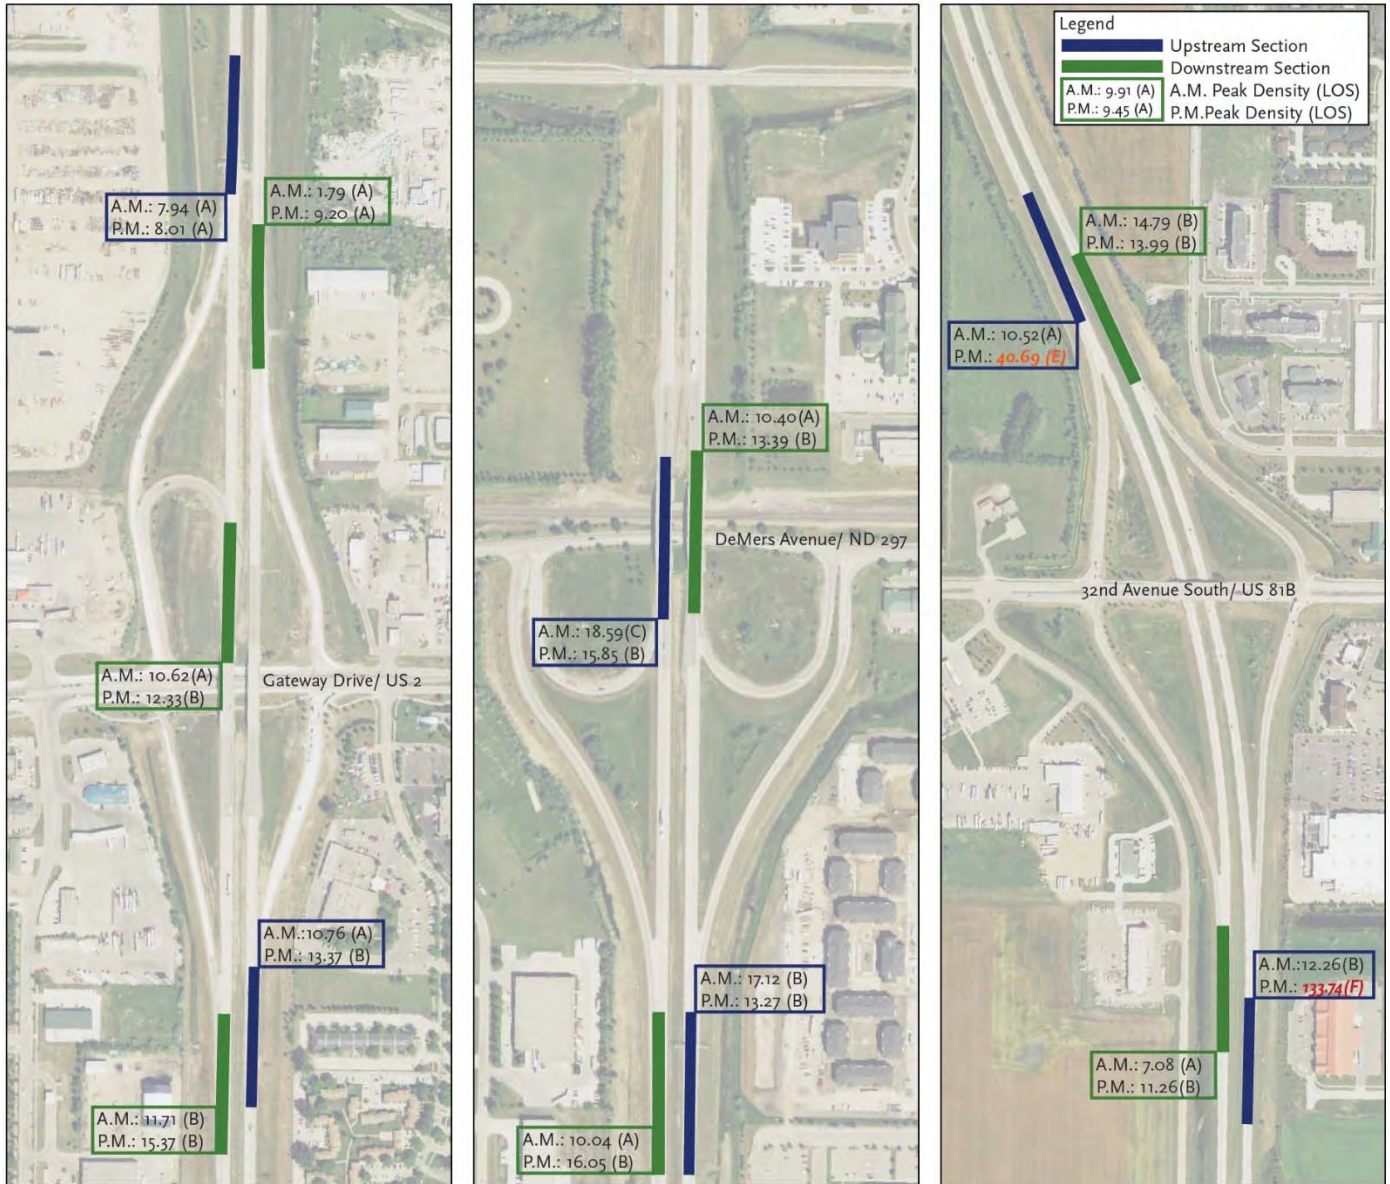 A.M.: 7.94 (A)
P.M.: 8.01 (A)
A.M.: 1.79 (A)
P.M.: 9.20 (A)
A.M.: 10.62(A)
P.M.: 12.33(B)
Gateway Drive/ US 2
A.M.:10.76 (A)
P.M.: 13.37 (B)
A.M.: 11.71 (B)
P.M.: 15.37 (B)
A.M.: 10.40(A)
P.M.: 13.39 (B)
DeMers Avenue/ ND 297
A.M.: 18.59(C)
P.M.: 15.85 (B)
A.M.: 17.12 (B)
P.M.: 13.27 (B)
A.M.: 10.04 (A)
P.M.: 16.05 (B)
Legend
Upstream Section
Downstream Section
A.M.: 9.91 (A) A.M. Peak Density (LOS)
P.M.: 9.45 (A) P.M.Peak Density (LOS)
A.M.: 14.79 (B)
P.M.: 13.99 (B)
A.M.: 10.52(A)
P.M.: 40.69 (E)
32nd Avenue South/ US 81B
A.M.:12.26(B)
P.M.: 133.74(F)
A.M.: 7.08 (A)
P.M.: 11.26(B)